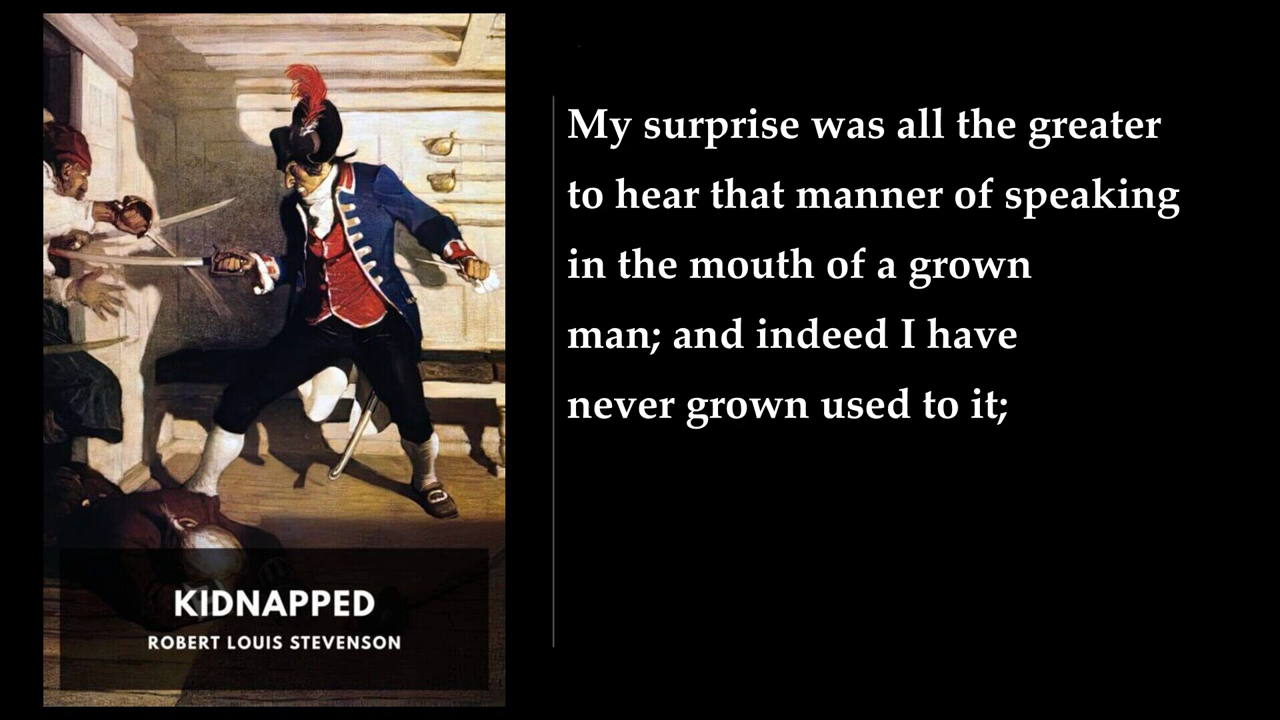 KIDNAPPED
ROBERT LOUIS STEVENSON
My surprise was all the greater
to hear that manner of speaking
in the mouth of a grown
man; and indeed I have
never grown used to it;